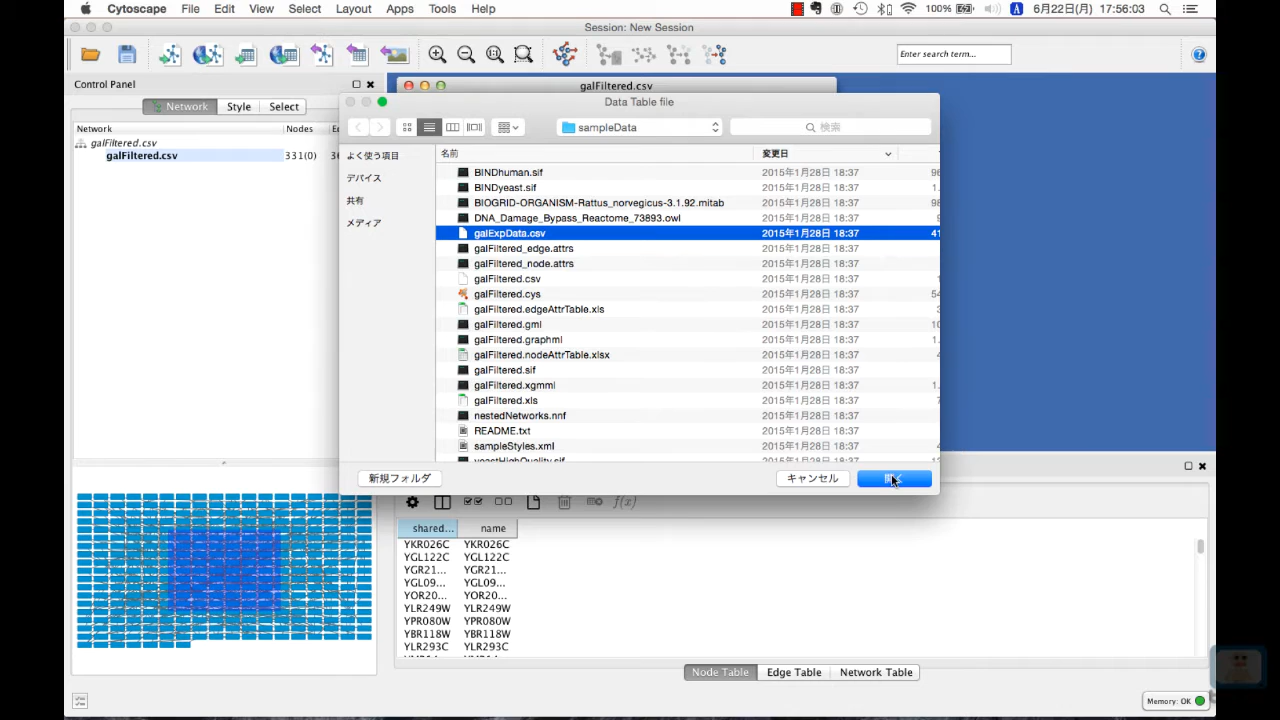 Cytoscape File Edit View Select Layout Apps Tools Help 100% A 6月22日(月) 17:56:03
Session: New Session
Enter search term...
Control Panel
galFiltered.csv
Network Style Select
Data Table file
sampleData
検索
Network Nodes
galFiltered.csv
galFiltered.csv 331(0)
よく使う項目
デバイス
共有
メディア
名前 変更日
BINDhuman.sif 2015年1月28日 18:37
BINDyeast.sif 2015年1月28日 18:37
BIOGRID-ORGANISM-Rattus_norvegicus-3.1.92.mitab 2015年1月28日 18:37
DNA_Damage_Bypass_Reactome_73893.owl 2015年1月28日 18:37
galExpData.csv 2015年1月28日 18:37
galFiltered_edge.attrs 2015年1月28日 18:37
galFiltered_node.attrs 2015年1月28日 18:37
galFiltered.csv 2015年1月28日 18:37
galFiltered.cys 2015年1月28日 18:37
galFiltered.edgeAttrTable.xls 2015年1月28日 18:37
galFiltered.gml 2015年1月28日 18:37
galFiltered.graphml 2015年1月28日 18:37
galFiltered.nodeAttrTable.xlsx 2015年1月28日 18:37
galFiltered.sif 2015年1月28日 18:37
galFiltered.xgmml 2015年1月28日 18:37
galFiltered.xls 2015年1月28日 18:37
nestedNetworks.nnf 2015年1月28日 18:37
README.txt 2015年1月28日 18:37
sampleStyles.xml 2015年1月28日 18:37
新規フォルダ キャンセル
f(x)
shared... name
YKR026C YKR026C
YGL122C YGL122C
YGR21... YGR21...
YGL09... YGL09...
YOR20... YOR20...
YLR249W YLR249W
YPR080W YPR080W
YBR118W YBR118W
YLR293C YLR293C
Node Table Edge Table Network Table
Memory: OK